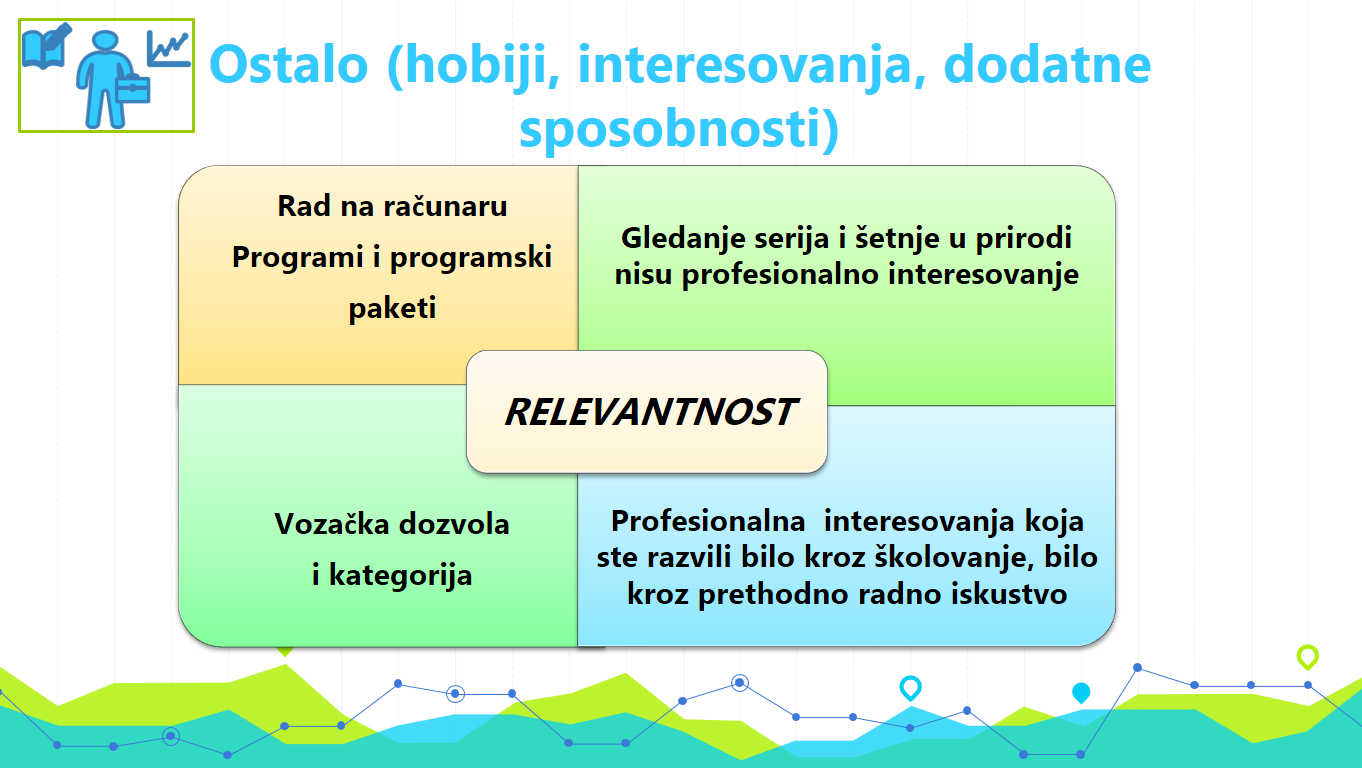 Ostalo (hobiji, interesovanja, dodatne
sposobnosti)
Rad na računaru
Programi i programski
paketi
Gledanje serija i šetnje u prirodi
nisu profesionalno interesovanje
RELEVANTNOST
Vozačka dozvola
i kategorija
Profesionalna  interesovanja koja
ste razvili bilo kroz školovanje, bilo
kroz prethodno radno iskustvo